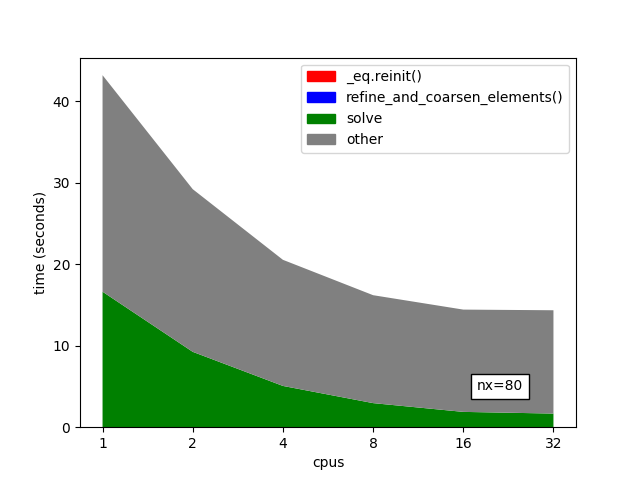 _eq.reinit()
refine_and_coarsen_elements()
solve
other
40
30
20
10
0
time (seconds)
nx=80
1 2 4 8 16 32
cpus